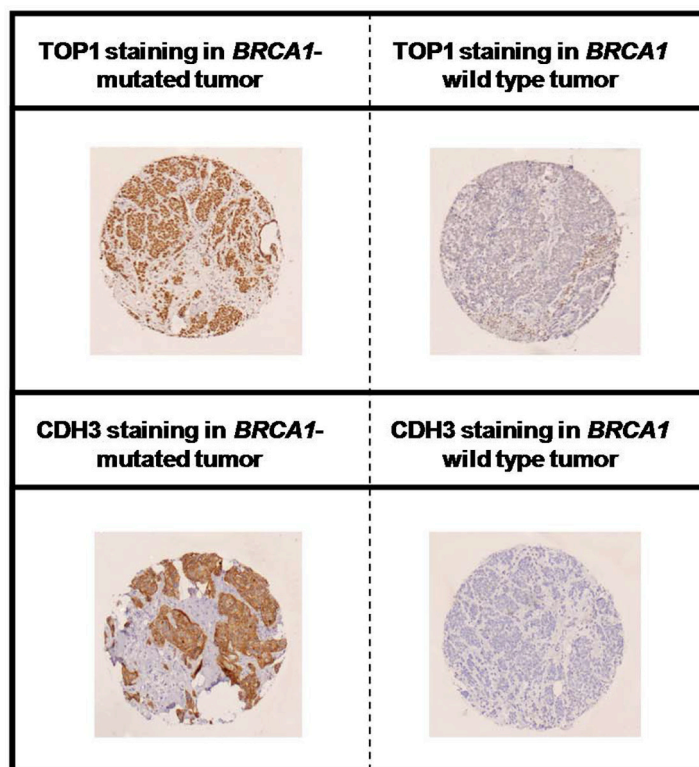 TOP1 staining in BRCA1-
mutated tumor
TOP1 staining in BRCA1
wild type tumor
CDH3 staining in BRCA1-
mutated tumor
CDH3 staining in BRCA1
wild type tumor